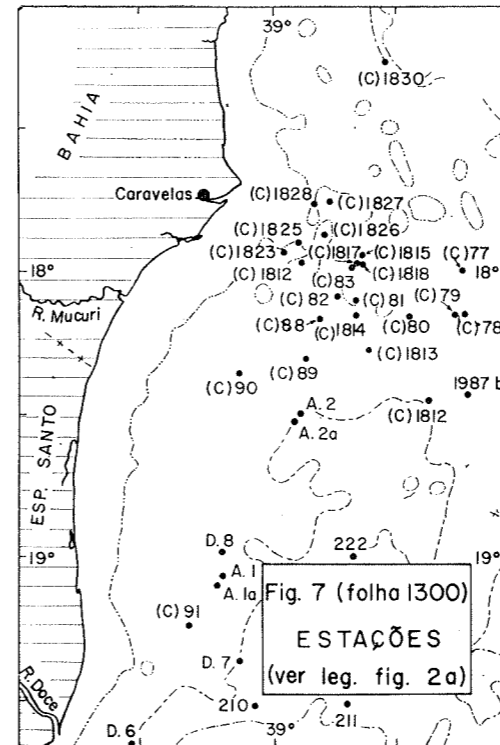 39°
(C)1830
BAHIA
Caravelas
(C)1828
(C)1827
(C)1825
(C)1826
(C)1823
(C)1817
(C)1815
(C)77
(C)1812
(C)1818
18°
18°
83
(C)82
(C)81
(C)79
R. Mucuri
(C)88
(C)1814
(C)80
(C)78
(C)1813
(C)89
(C)90
1987 b
A. 2
(C)1812
A. 2a
ESP. SANTO
D. 8
222
19°
19°
A. 1
A. 1a
Fig. 7 (folha 1300)
(C)91
ESTAÇÕES
D. 7
(ver leg. fig. 2a)
R. Doce
210
211
D. 6
39°